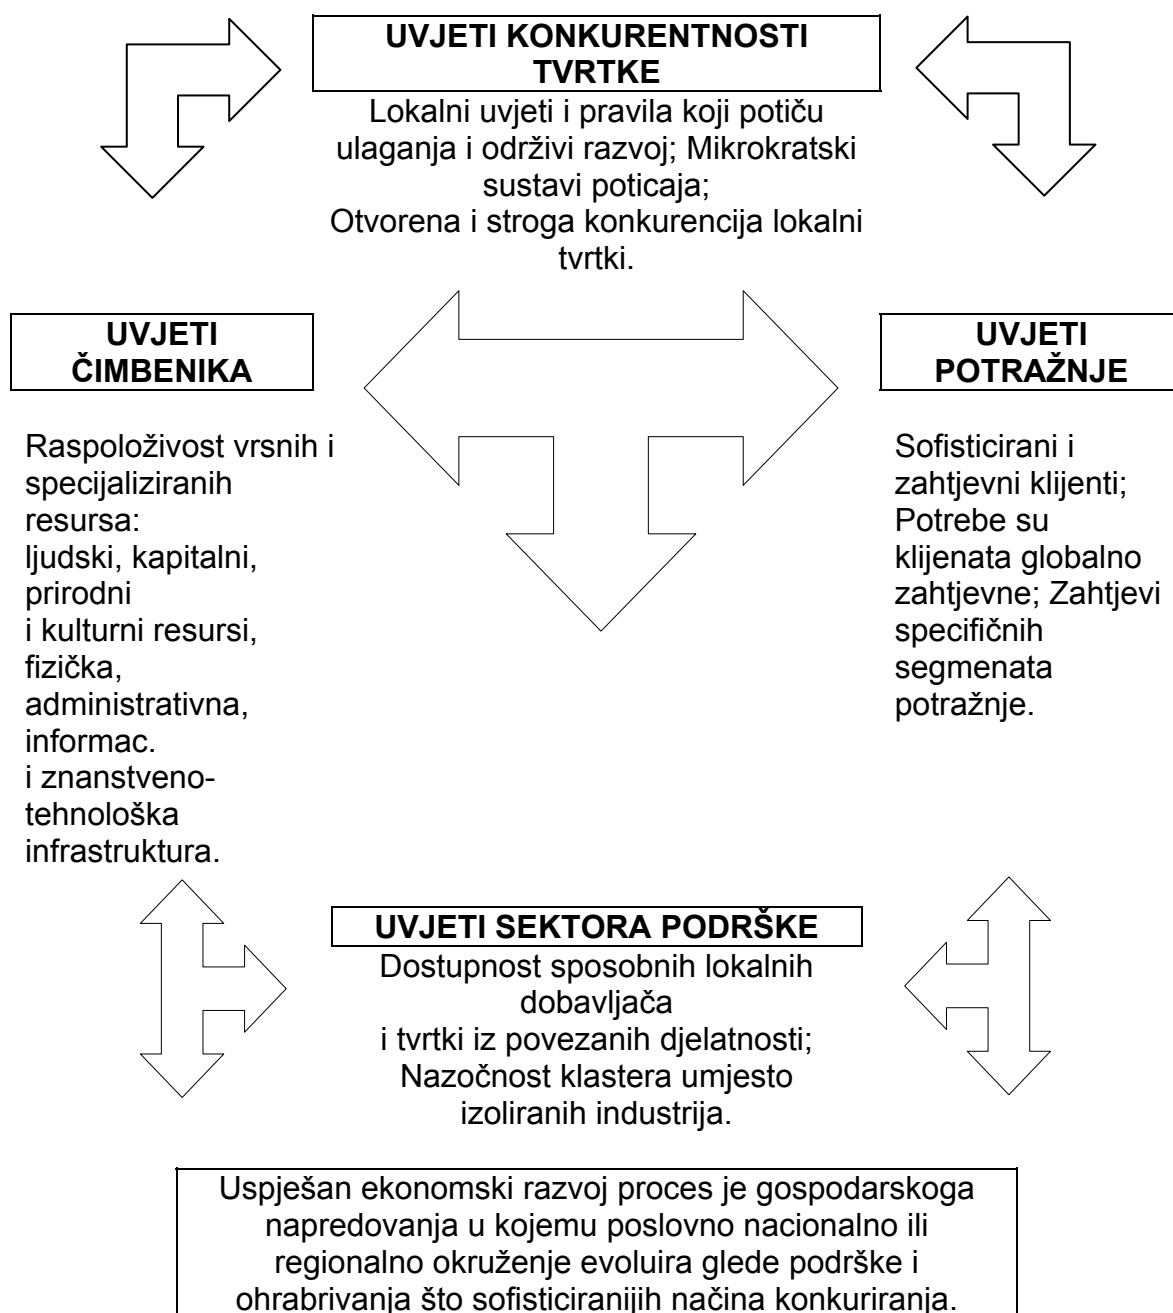 UVJETI KONKURENTNOSTI
TVRTKE
Lokalni uvjeti i pravila koji potiču
ulaganja i održivi razvoj; Mikrokratski
sustavi poticaja;
Otvorena i stroga konkurencija lokalni
tvrtki.
UVJETI
ČIMBENIKA
Raspoloživost vrsnih i
specijaliziranih
resursa:
ljudski, kapitalni,
prirodni
i kulturni resursi,
fizička,
administrativna,
informac.
i znanstveno-
tehnološka
infrastruktura.
UVJETI
POTRAŽNJE
Sofisticirani i
zahtjevni klijenti;
Potrebe su
klijenata globalno
zahtjevne; Zahtjevi
specifičnih
segmenata
potražnje.
UVJETI SEKTORA PODRŠKE
Dostupnost sposobnih lokalnih
dobavljača
i tvrtki iz povezanih djelatnosti;
Nazočnost klastera umjesto
izoliranih industrija.
Uspješan ekonomski razvoj proces je gospodarskoga
napredovanja u kojemu poslovno nacionalno ili
regionalno okruženje evoluira glede podrške i
ohrabrivanja što sofisticiranijih načina konkuriranja.